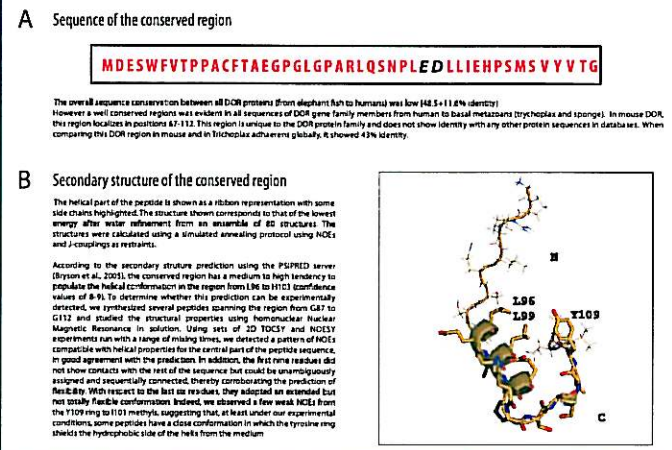 A Sequence of the conserved region
MDESWFVTPPACFTAEGPGLGPARLQSNPLEDLLIEHPSMSVYVTG
The overall sequence conservation between all DOR proteins (from elephant fish to humans) was low (48.5+11.8% identity)
However a well conserved regions was evident in all sequences of DOR gene family members from human to basal metazoans (trychoplax and sponge). In mouse DOR,
this region localizes in positions 67-112. This region is unique to the DOR protein family and does not show identity with any other protein sequences in databases. When
comparing this DOR region in mouse and in Trichoplax adhaerent globally, it showed 43% identity.
B Secondary structure of the conserved region
The helical part of the peptide is shown as a ribbon representation with some
side chains highlighted. The structure shown corresponds to that of the lowest
energy after water refinement from an ensemble of 80 structures. The
structures were calculated using a simulated annealing protocol using NOEs
and J-couplings as restraints.
According to the secondary struture prediction using the PSIPRED server
(Bryson et al., 2005), the conserved region has a medium to high tendency to
populate the helical conformation in the region from L96 to H103 (confidence
values of 8-9). To determine whether this prediction can be experimentally
detected, we synthesized several peptides spanning the region from G87 to
G112 and studied the structural properties using homonuclear Nuclear
Magnetic Resonance in solution. Using sets of 2D TOCSY and NOESY
experiments run with a range of mixing times, we detected a pattern of NOEs
compatible with helical properties for the central part of the peptide sequence,
in good agreement with the prediction. In addition, the first nine residues did
not show contacts with the rest of the sequence but could be unambiguously
assigned and sequentially connected, thereby corroborating the prediction of
flexibility. With respect to the last six residues, they adopted an extended but
not totally flexible conformation. Indeed, we observed a few weak NOEs from
the Y109 ring to I101 methyls, suggesting that, at least under our experimental
conditions, some peptides have a close conformation in which the tyrosine ring
shields the hydrophobic side of the helis from the medium
N
L96
L99
Y109
C